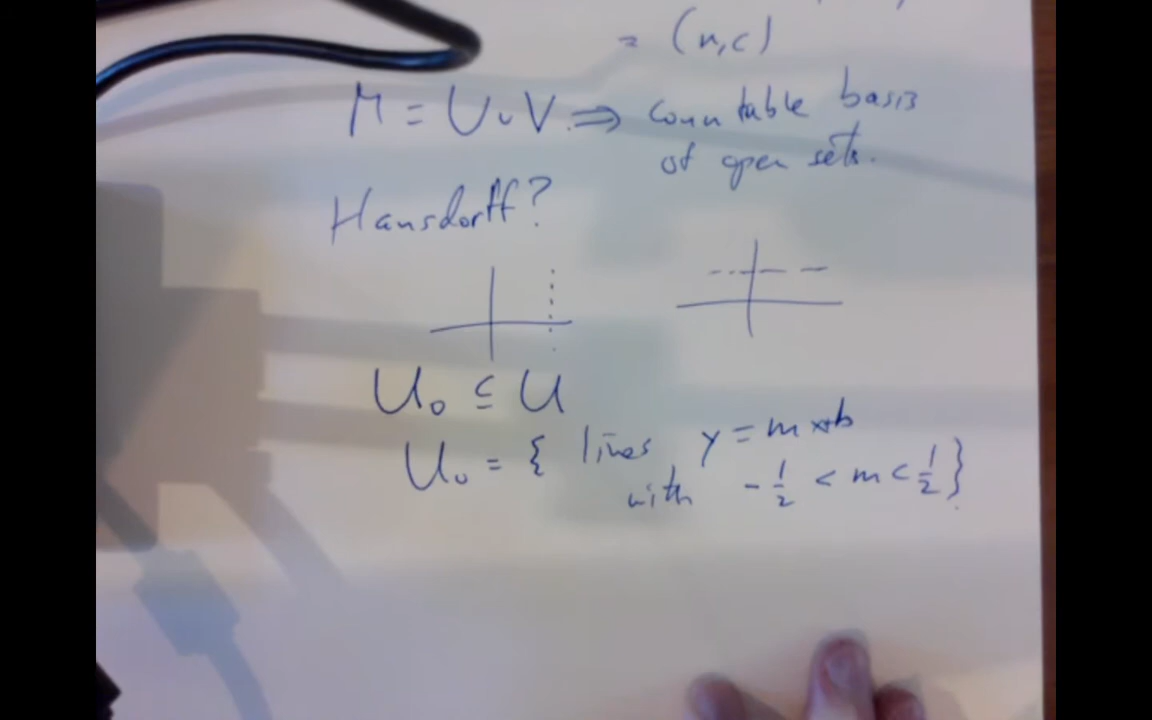 = (n,c)
M = U ∪ V. ⇒ countable basis
of open sets.
Hausdorff?
U₀ ⊆ U
U₀ = { lines y = mx+b
with -1/2 < m < 1/2 }